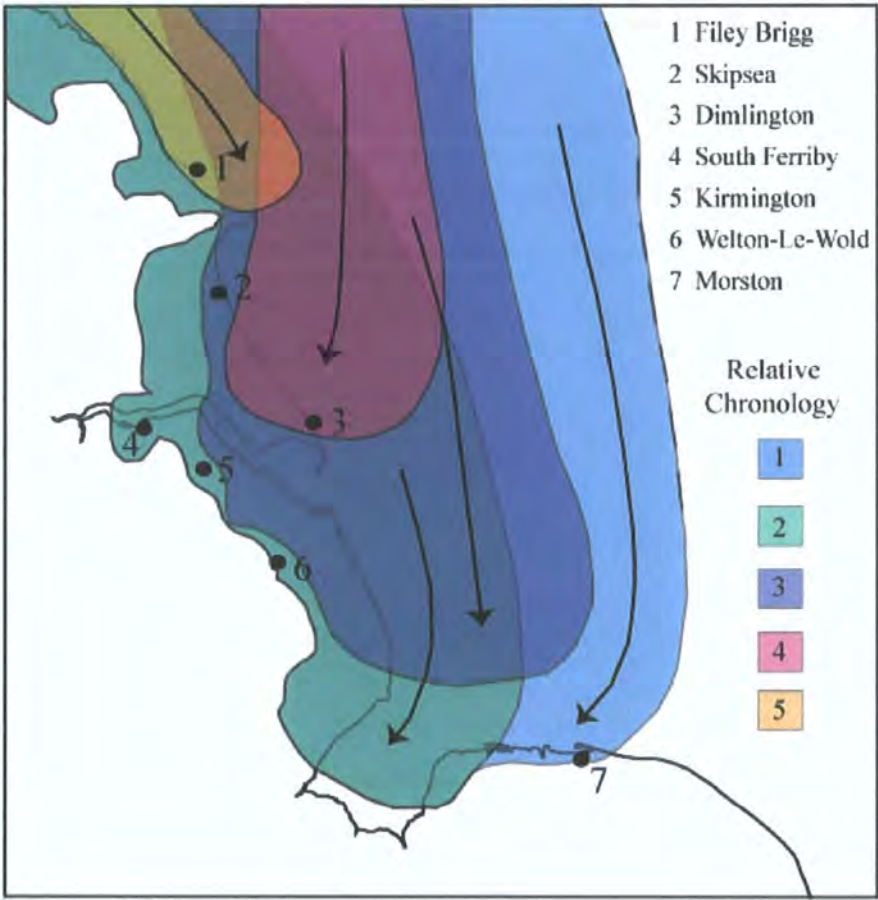 1 Filey Brigg
2 Skipsea
3 Dimlington
4 South Ferriby
5 Kirmington
6 Welton-Le-Wold
7 Morston
Relative
Chronology
1
2
3
4
5
1
2
3
4
5
6
7